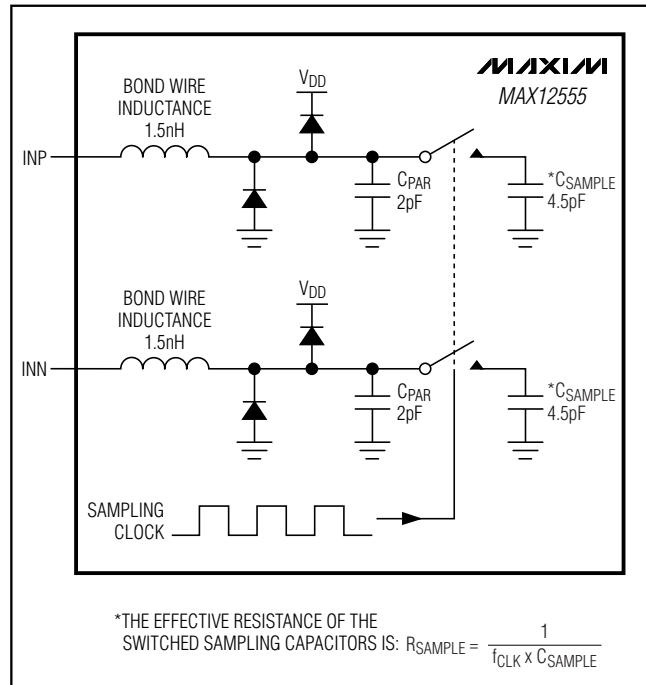 MAXIM
MAX12555
BOND WIRE
INDUCTANCE
1.5nH
VDD
INP
CPAR
2pF
*CSAMPLE
4.5pF
BOND WIRE
INDUCTANCE
1.5nH
VDD
INN
CPAR
2pF
*CSAMPLE
4.5pF
SAMPLING
CLOCK
*THE EFFECTIVE RESISTANCE OF THE
SWITCHED SAMPLING CAPACITORS IS: RSAMPLE = 1
fCLK x CSAMPLE